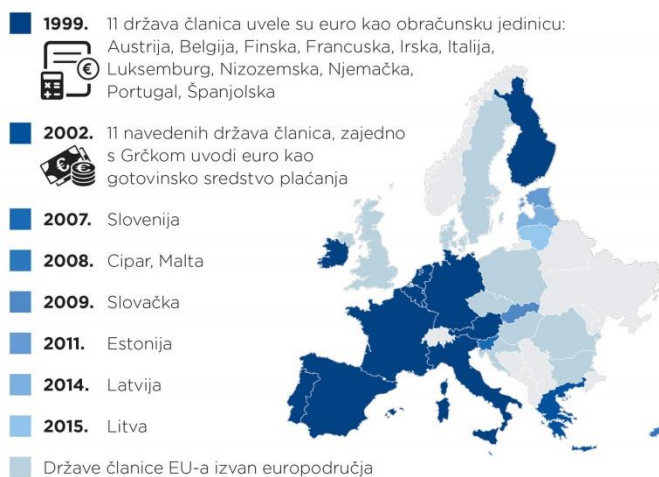 1999. 11 država članica uvele su euro kao obračunsku jedinicu:
Austrija, Belgija, Finska, Francuska, Irska, Italija,
Luksemburg, Nizozemska, Njemačka,
Portugal, Španjolska
2002. 11 navedenih država članica, zajedno
s Grčkom uvodi euro kao
gotovinsko sredstvo plaćanja
2007. Slovenija
2008. Cipar, Malta
2009. Slovačka
2011. Estonija
2014. Latvija
2015. Litva
Države članice EU-a izvan europodručja